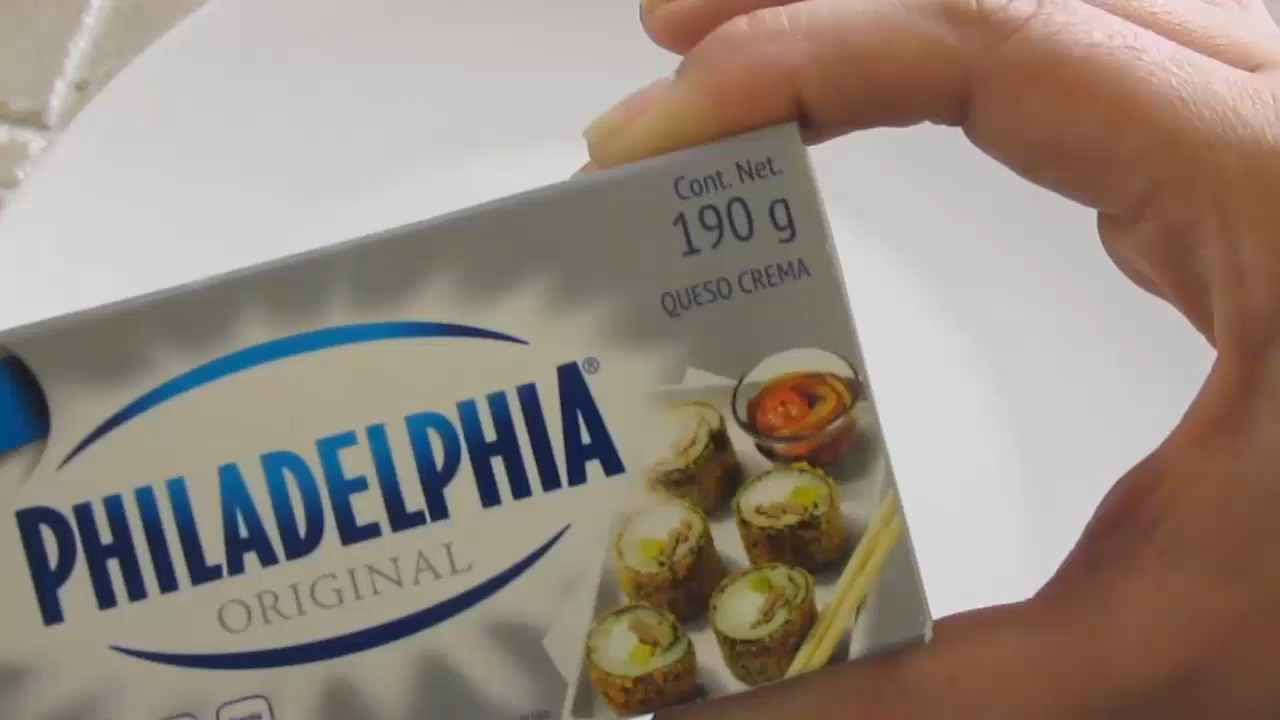 Cont. Net.
190 g
QUESO CREMA
PHILADELPHIA®
ORIGINAL